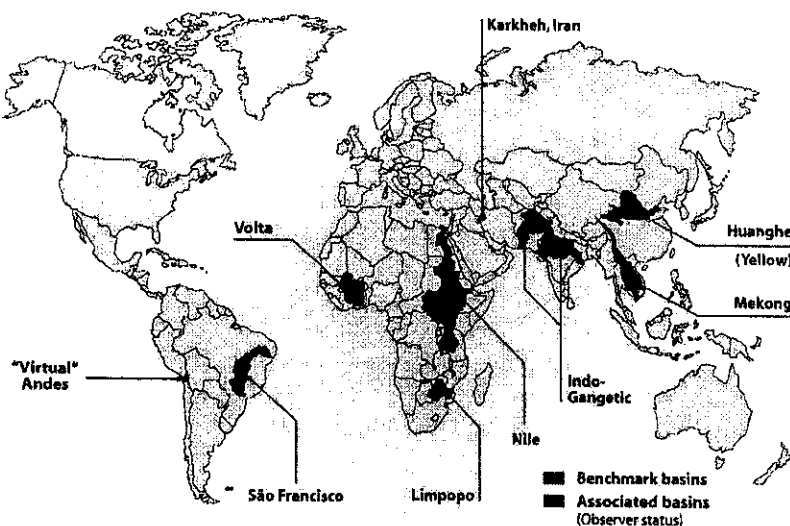 Karkheh, Iran
Volta
Huanghe
(Yellow)
Mekong
"Virtual"
Andes
Indo-
Gangetic
Nile
São Francisco
Limpopo
Benchmark basins
Associated basins
(Observer status)